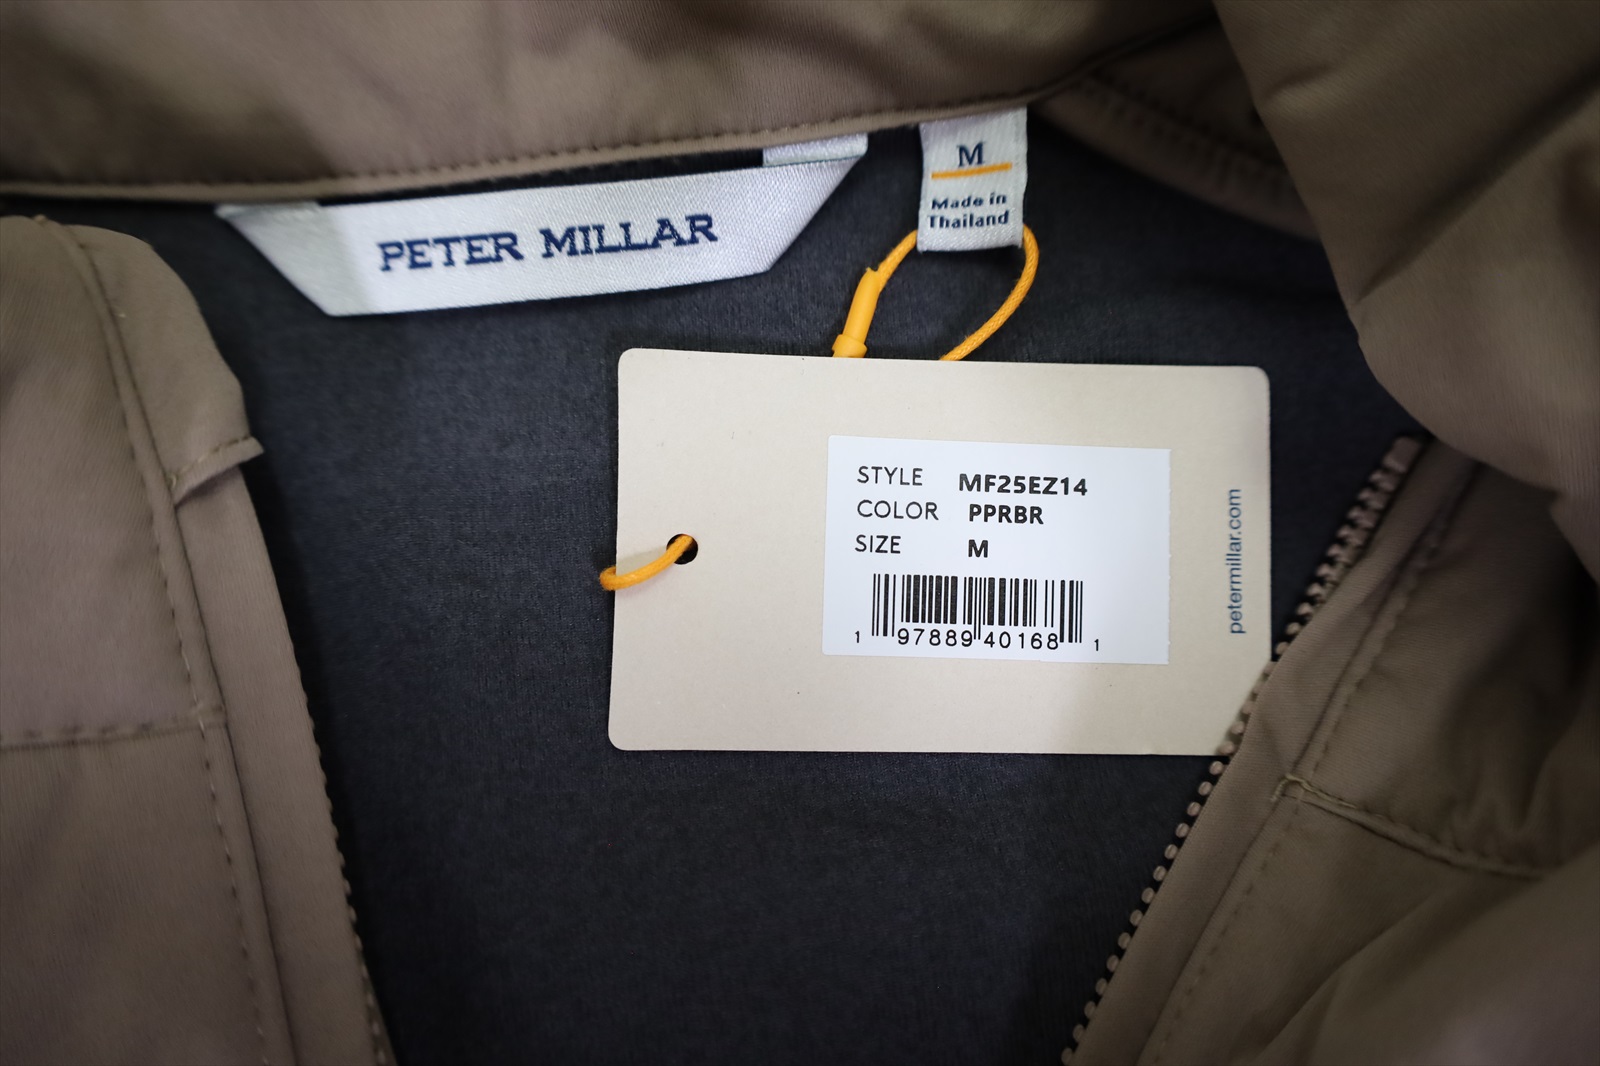 PETER MILLAR
M
Made in
Thailand
STYLE MF25EZ14
COLOR PPRBR
SIZE M
1 97889 40168 1
petermillar.com